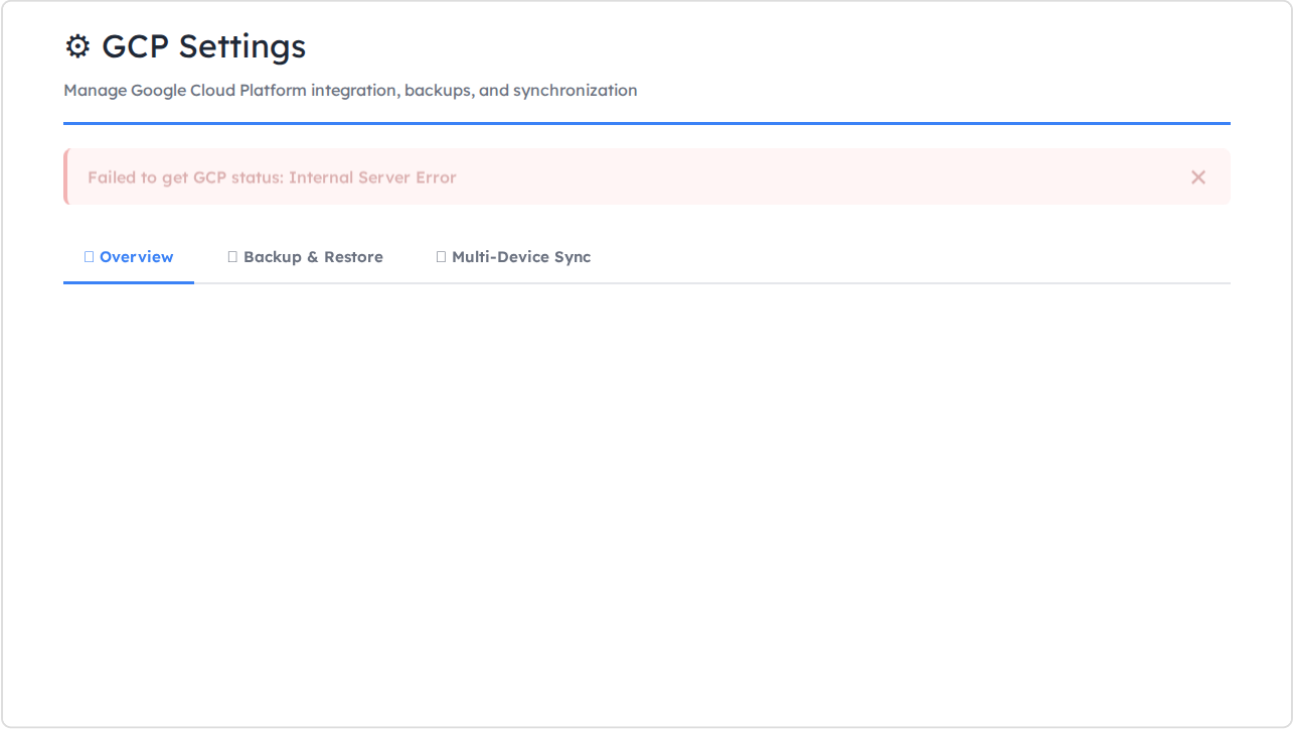 ⚙ GCP Settings
Manage Google Cloud Platform integration, backups, and synchronization
Failed to get GCP status: Internal Server Error ×
Overview Backup & Restore Multi-Device Sync